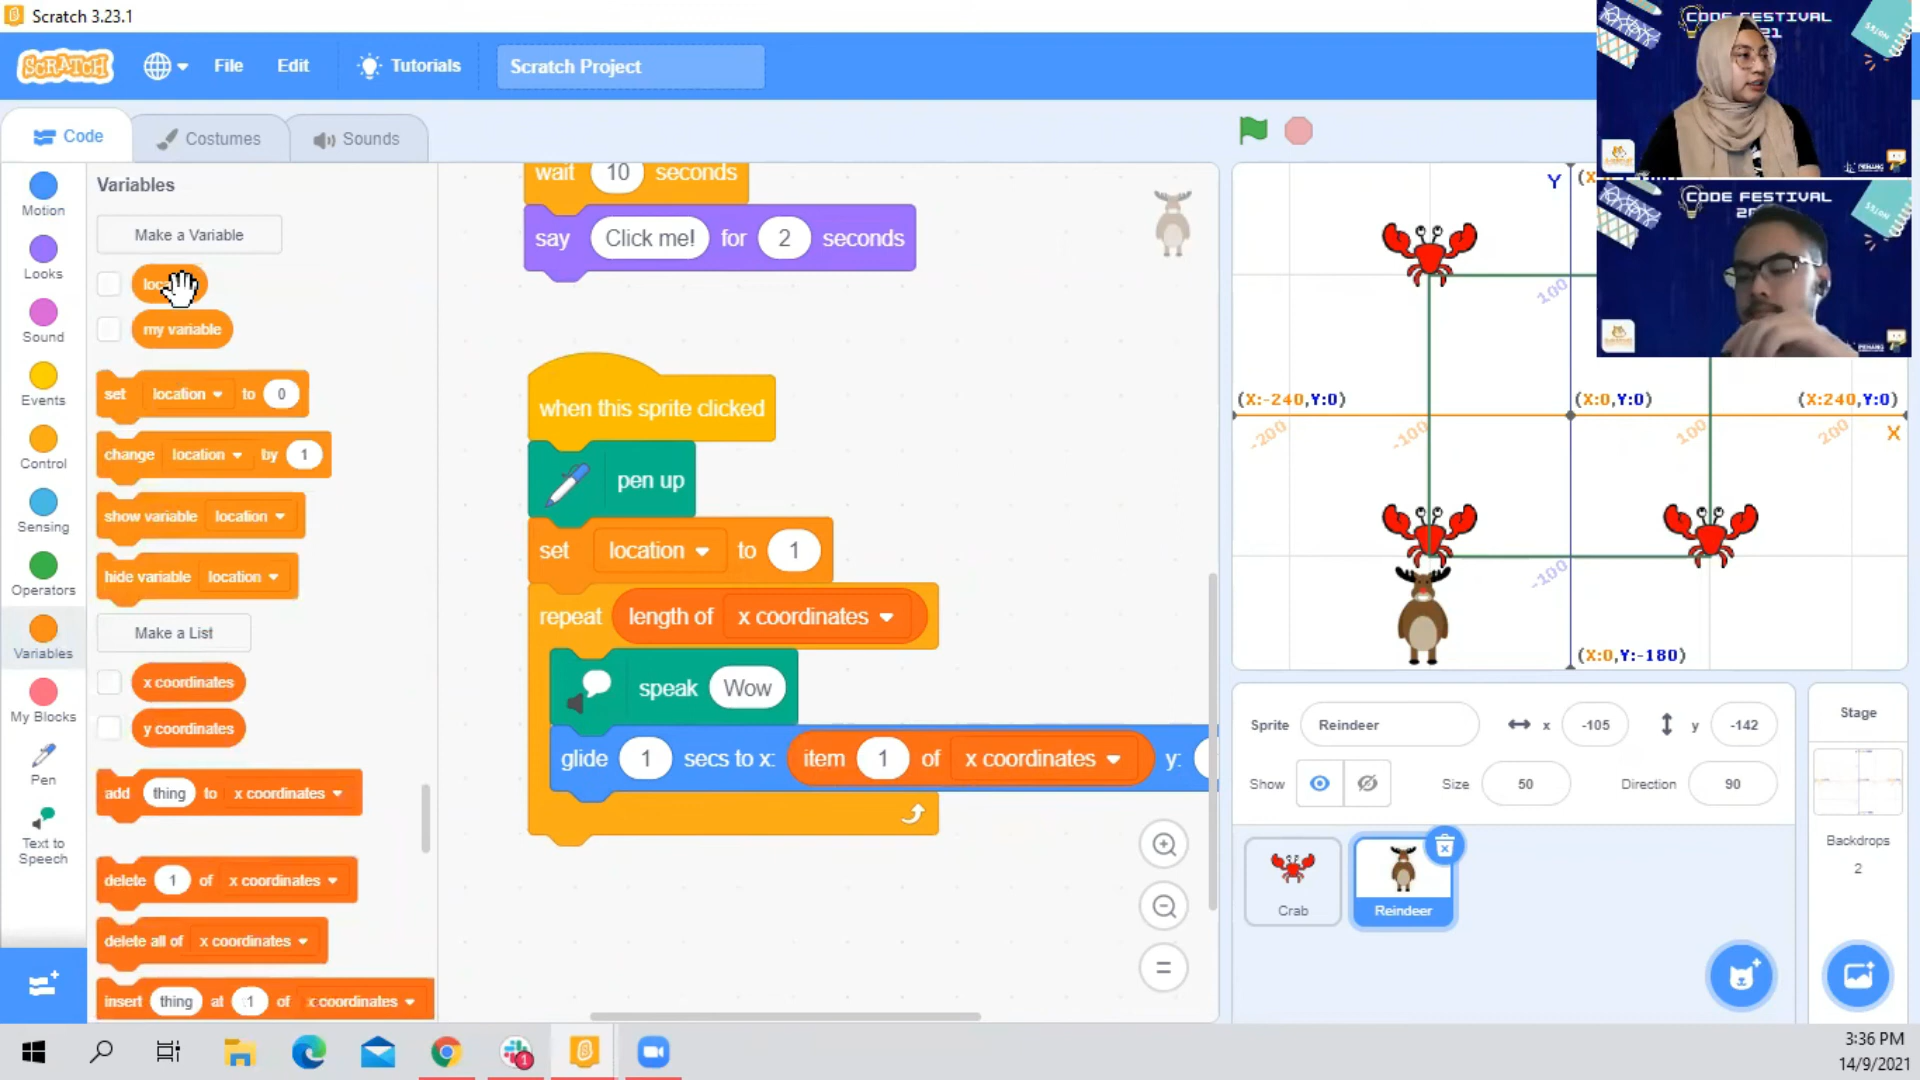 Scratch 3.23.1
SCRATCH
File
Edit
Tutorials
Scratch Project
CODE FESTIVAL
NOTES
Code
Costumes
Sounds
Motion
Looks
Sound
Events
Control
Sensing
Operators
Variables
My Blocks
Pen
Text to
Speech
Variables
Make a Variable
my variable
set location to 0
change location by 1
show variable location
hide variable location
Make a List
x coordinates
y coordinates
add thing to x coordinates
delete 1 of x coordinates
delete all of x coordinates
insert thing at 1 of x coordinates
wait 10 seconds
say Click me! for 2 seconds
when this sprite clicked
pen up
set location to 1
repeat length of x coordinates
speak Wow
glide 1 secs to x: item 1 of x coordinates y:
Y
CODE FESTIVAL
100
(X:-240,Y:0)
(X:0,Y:0)
(X:240,Y:0)
-200
-100
100
200
X
-100
(X:0,Y:-180)
Sprite Reindeer x -105 y -142
Show Size 50 Direction 90
Crab
Reindeer
Stage
Backdrops
2
1
3:36 PM
14/9/2021